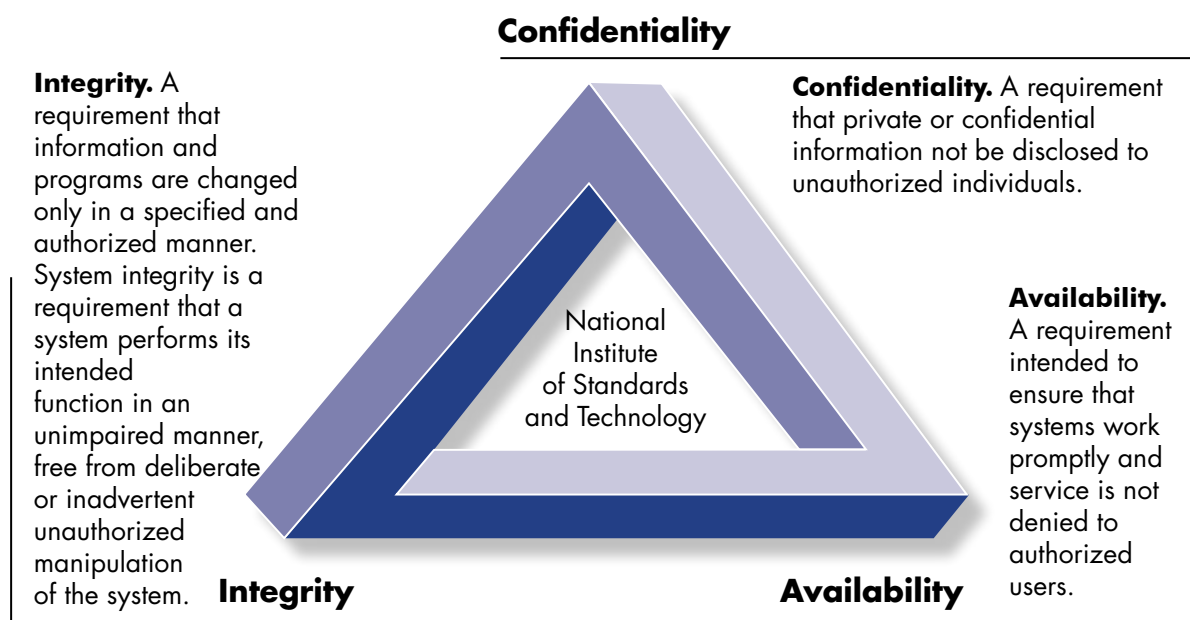 Confidentiality
Integrity. A
requirement that
information and
programs are changed
only in a specified and
authorized manner.
System integrity is a
requirement that a
system performs its
intended
function in an
unimpaired manner,
free from deliberate
or inadvertent
unauthorized
manipulation
of the system.
Confidentiality. A requirement
that private or confidential
information not be disclosed to
unauthorized individuals.
National
Institute
of Standards
and Technology
Availability.
A requirement
intended to
ensure that
systems work
promptly and
service is not
denied to
authorized
users.
Integrity
Availability